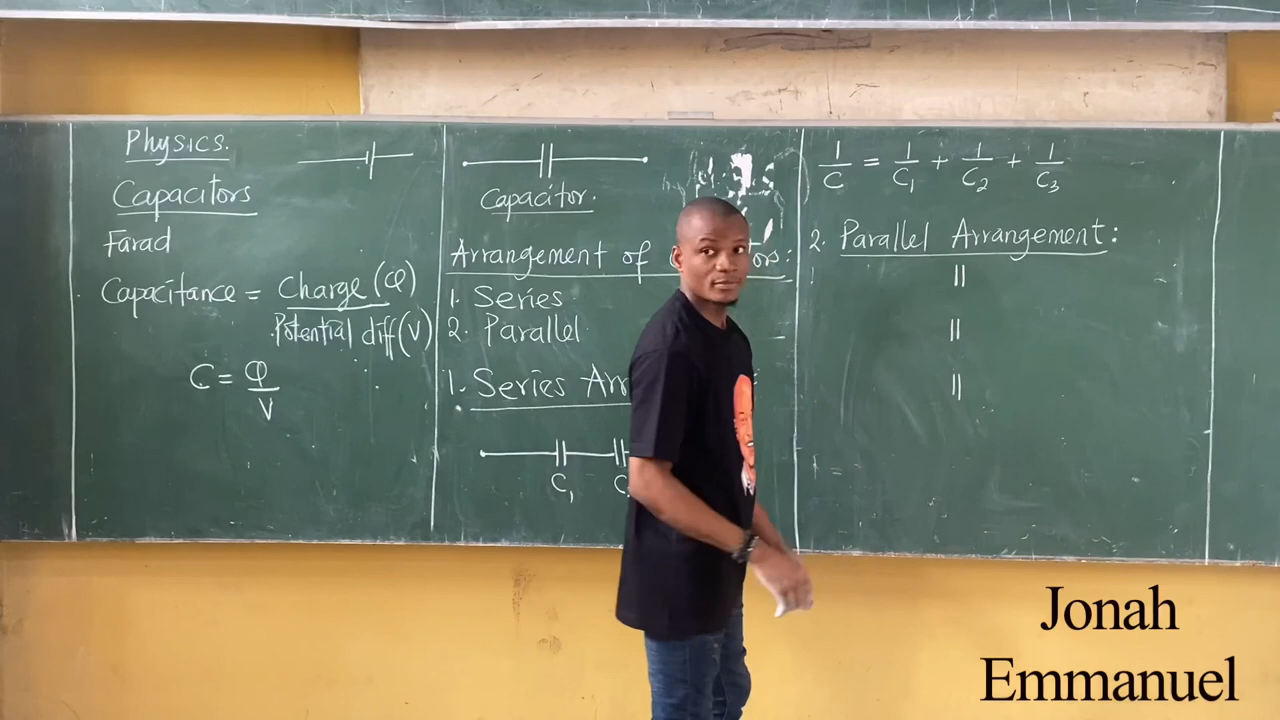 Physics.
Capacitors
Farad
Capacitance = Charge (Q)
Potential diff (V)
C = Q
V
Capacitor.
Arrangement of
1. Series
2. Parallel
1. Series Arr
C₁ C
1/C = 1/C₁ + 1/C₂ + 1/C₃
2. Parallel Arrangement:
Jonah
Emmanuel